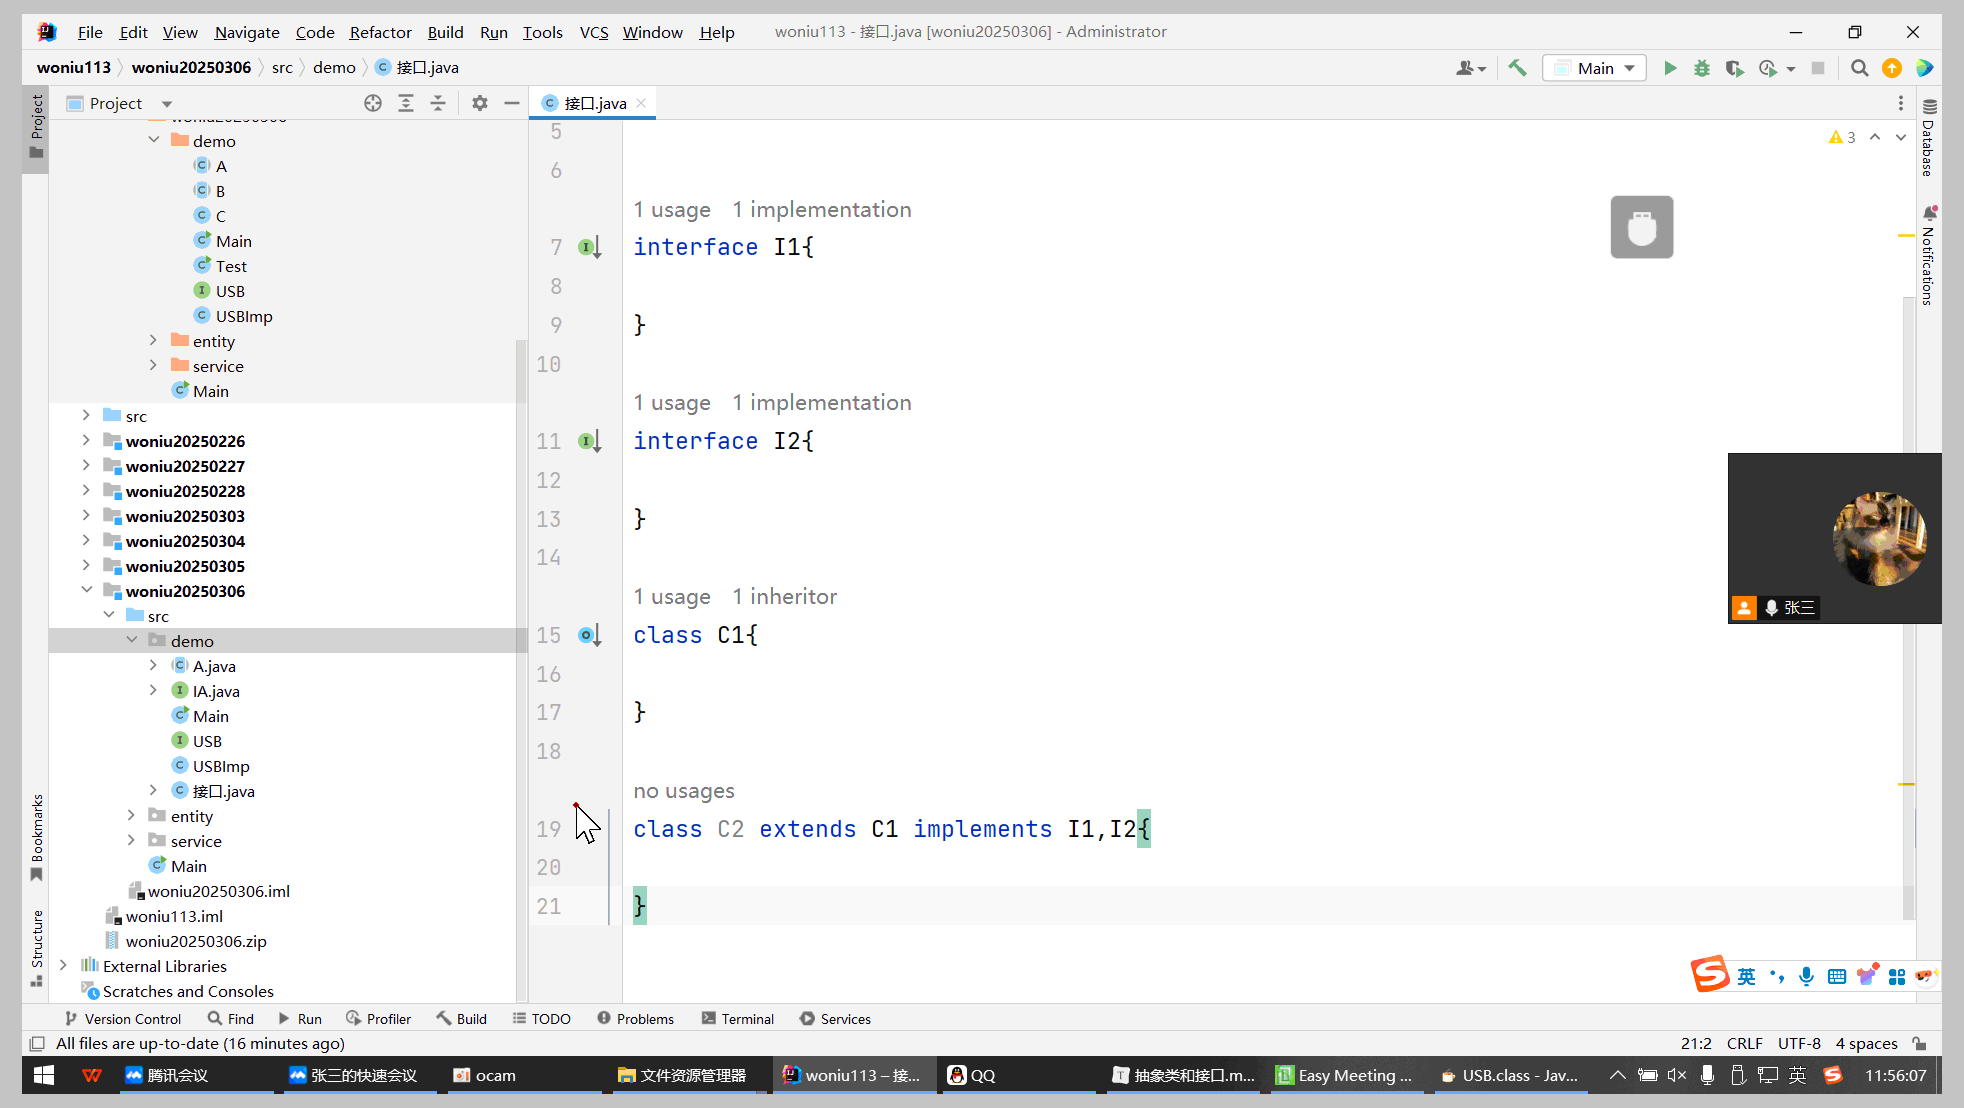 File Edit View Navigate Code Refactor Build Run Tools VCS Window Help woniu113 - 接口.java [woniu20250306] - Administrator
woniu113 woniu20250306 src demo 接口.java Main
Project 接口.java
Project
Bookmarks
Structure
woniu20250306
demo
A
B
C
Main
Test
USB
USBImp
entity
service
Main
src
woniu20250226
woniu20250227
woniu20250228
woniu20250303
woniu20250304
woniu20250305
woniu20250306
src
demo
A.java
IA.java
Main
USB
USBImp
接口.java
entity
service
Main
woniu20250306.iml
woniu113.iml
woniu20250306.zip
External Libraries
Scratches and Consoles
5
6
1 usage 1 implementation
7 interface I1{
8
9 }
10
1 usage 1 implementation
11 interface I2{
12
13 }
14
1 usage 1 inheritor
15 class C1{
16
17 }
18
no usages
19 class C2 extends C1 implements I1,I2{
20
21 }
3
Database
Notifications
张三
英
Version Control Find Run Profiler Build TODO Problems Terminal Services
All files are up-to-date (16 minutes ago) 21:2 CRLF UTF-8 4 spaces
腾讯会议 张三的快速会议 ocam 文件资源管理器 woniu113 – 接... QQ 抽象类和接口.m... Easy Meeting ... USB.class - Jav... 英 11:56:07